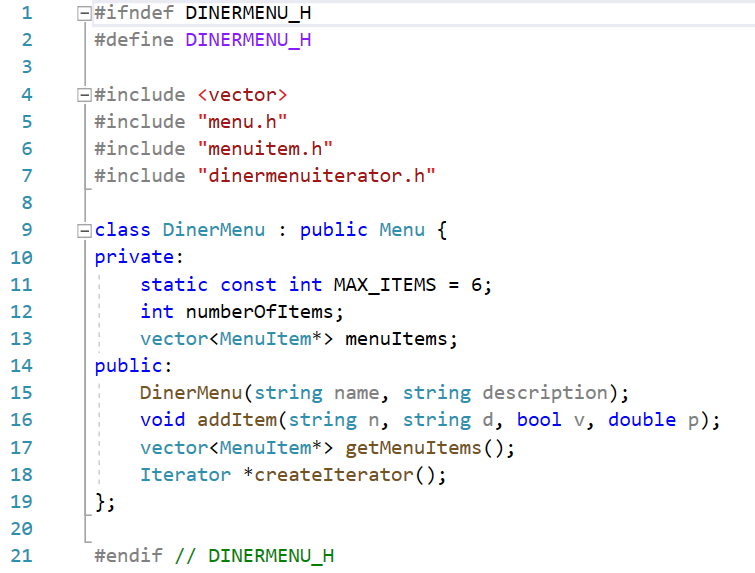 1 #ifndef DINERMENU_H
2 #define DINERMENU_H
3
4 #include <vector>
5 #include "menu.h"
6 #include "menuitem.h"
7 #include "dinermenuiterator.h"
8
9 class DinerMenu : public Menu {
10 private:
11     static const int MAX_ITEMS = 6;
12     int numberOfItems;
13     vector<MenuItem*> menuItems;
14 public:
15     DinerMenu(string name, string description);
16     void addItem(string n, string d, bool v, double p);
17     vector<MenuItem*> getMenuItems();
18     Iterator *createIterator();
19 };
20
21 #endif // DINERMENU_H